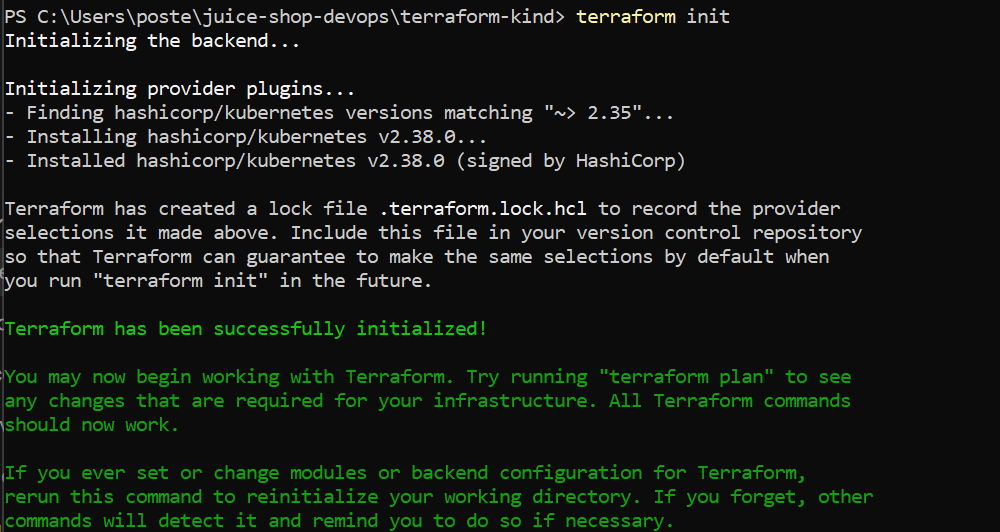 PS C:\Users\poste\juice-shop-devops\terraform-kind> terraform init
Initializing the backend...
Initializing provider plugins...
- Finding hashicorp/kubernetes versions matching "~> 2.35"...
- Installing hashicorp/kubernetes v2.38.0...
- Installed hashicorp/kubernetes v2.38.0 (signed by HashiCorp)
Terraform has created a lock file .terraform.lock.hcl to record the provider
selections it made above. Include this file in your version control repository
so that Terraform can guarantee to make the same selections by default when
you run "terraform init" in the future.
Terraform has been successfully initialized!
You may now begin working with Terraform. Try running "terraform plan" to see
any changes that are required for your infrastructure. All Terraform commands
should now work.
If you ever set or change modules or backend configuration for Terraform,
rerun this command to reinitialize your working directory. If you forget, other
commands will detect it and remind you to do so if necessary.